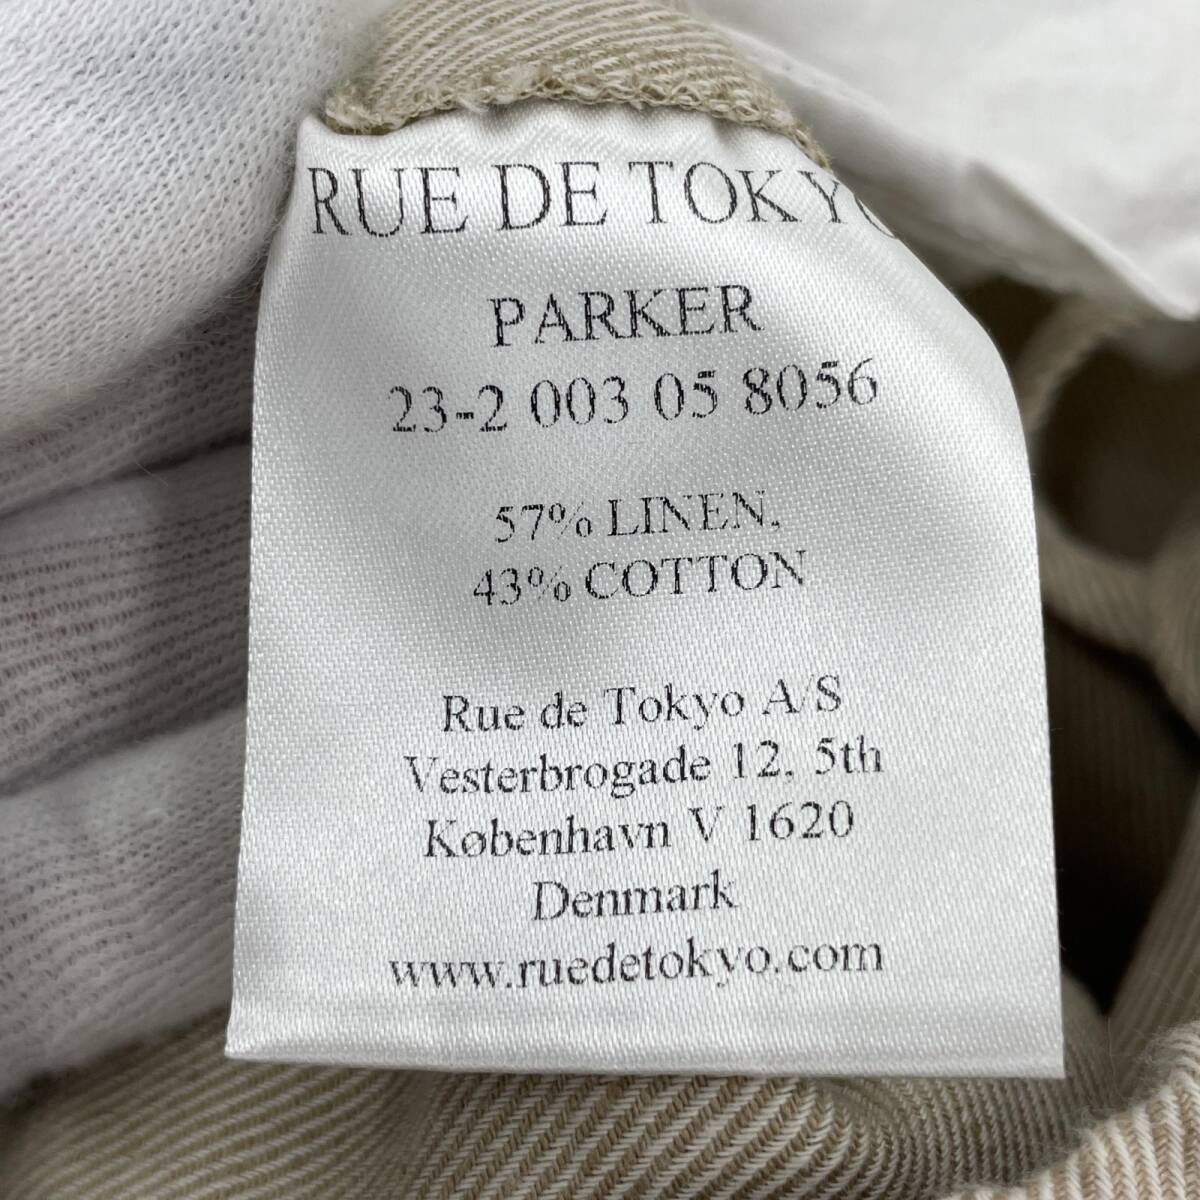 RUE DE TOKYO
PARKER
23-2 003 05 8056
57% LINEN,
43% COTTON
Rue de Tokyo A/S
Vesterbrogade 12, 5th
København V 1620
Denmark
www.ruedetokyo.com